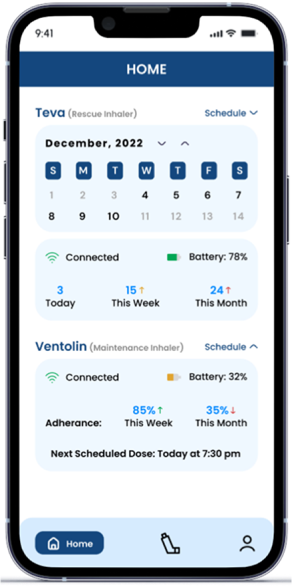 9:41
HOME
Teva (Rescue Inhaler) Schedule
December, 2022
S M T W T F S
1 2 3 4 5 6 7
8 9 10 11 12 13 14
Connected Battery: 78%
3 15↑ 24↑
Today This Week This Month
Ventolin (Maintenance Inhaler) Schedule
Connected Battery: 32%
85%↑ 35%↓
Adherance: This Week This Month
Next Scheduled Dose: Today at 7:30 pm
Home